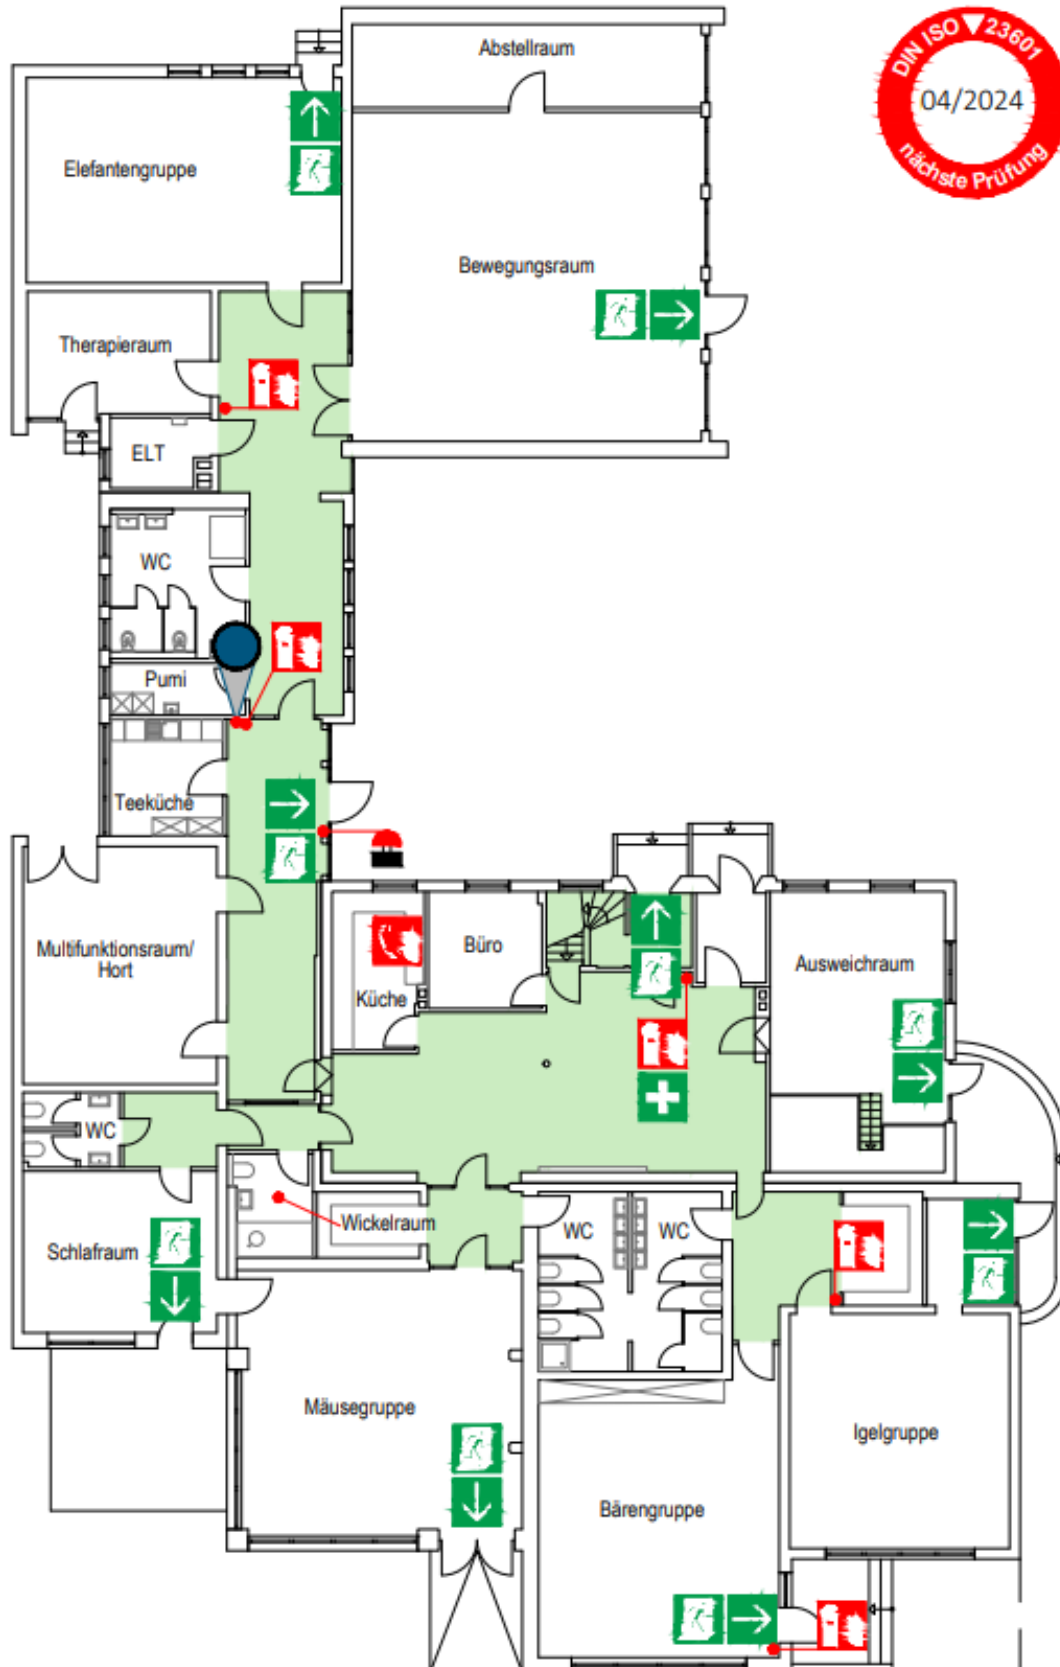 Abstellraum
DIN ISO 23601
04/2024
nächste Prüfung
Elefantengruppe
Bewegungsraum
Therapieraum
ELT
WC
Pumi
Teeküche
Multifunktionsraum/
Hort
Büro
Küche
Ausweichraum
WC
Wickelraum
WC
WC
Schlafraum
Mäusegruppe
Igelgruppe
Bärengruppe